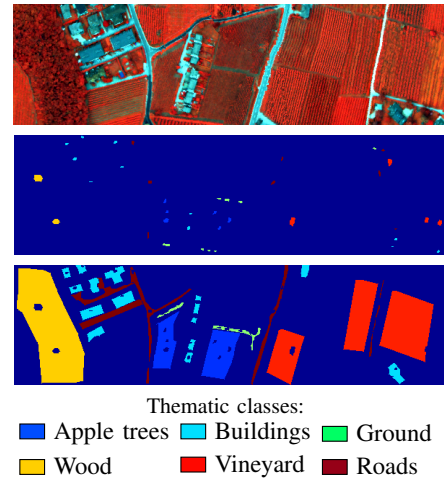 Thematic classes:
Apple trees Buildings Ground
Wood Vineyard Roads